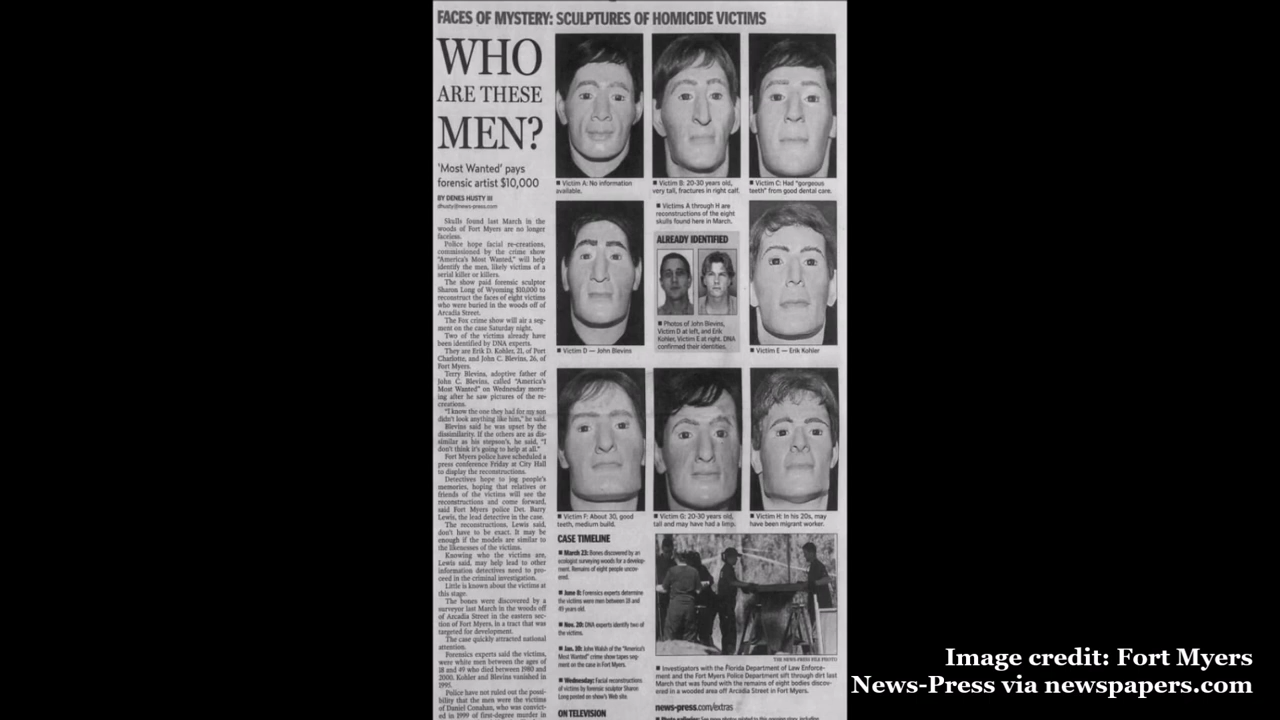 FACES OF MYSTERY: SCULPTURES OF HOMICIDE VICTIMS
WHO
ARE THESE
MEN?
'Most Wanted' pays
forensic artist $10,000
BY DENES HUSTY III
dhusty@news-press.com
Skulls found last March in the
woods of Fort Myers are no longer
faceless.
Police hope facial re-creations,
commissioned by the crime show
"America's Most Wanted," will help
identify the men, likely victims of a
serial killer or killers.
The show paid forensic sculptor
Sharon Long of Wyoming $10,000 to
reconstruct the faces of eight victims
who were buried in the woods off of
Arcadia Street.
The Fox crime show will air a seg-
ment on the case Saturday night.
Two of the victims already have
been identified by DNA experts.
They are Erik D. Kohler, 21, of Port
Charlotte, and John C. Blevins, 26, of
Fort Myers.
Terry Blevins, adoptive father of
John C. Blevins, called "America's
Most Wanted" on Wednesday morn-
ing after he saw pictures of the re-
creations.
"I know the one they had for my son
didn't look anything like him," he said.
Blevins said he was upset by the
dissimilarity. If the others are as dis-
similar as his stepson's, he said, "I
don't think it's going to help at all."
Fort Myers police have scheduled a
press conference Friday at City Hall
to display the reconstructions.
Detectives hope to jog people's
memories, hoping that relatives or
friends of the victims will see the
reconstructions and come forward,
said Fort Myers police Det. Barry
Lewis, the lead detective in the case.
The reconstructions, Lewis said,
don't have to be exact. It may be
enough if the models are similar to
the likenesses of the victims.
Knowing who the victims are,
Lewis said, may help lead to other
information detectives need to pro-
ceed in the criminal investigation.
Little is known about the victims at
this stage.
The bones were discovered by a
surveyor last March in the woods off
of Arcadia Street in the eastern sec-
tion of Fort Myers, in a tract that was
targeted for development.
The case quickly attracted national
attention.
Forensics experts said the victims,
were white men between the ages of
18 and 49 who died between 1980 and
2000. Kohler and Blevins vanished in
1995.
Police have not ruled out the possi-
bility that the men were the victims
of Daniel Conahan, who was convict-
ed in 1999 of first-degree murder in
■ Victim A: No information
available.
■ Victim B: 20-30 years old,
very tall, fractures in right calf.
■ Victim C: Had "gorgeous
teeth" from good dental care.
■ Victims A through H are
reconstructions of the eight
skulls found here in March.
ALREADY IDENTIFIED
■ Photos of John Blevins,
Victim D at left, and Erik
Kohler, Victim E at right. DNA
confirmed their identities.
■ Victim D — John Blevins
■ Victim E — Erik Kohler
■ Victim F: About 30, good
teeth, medium build.
■ Victim G: 20-30 years old,
tall and may have had a limp.
■ Victim H: In his 20s, may
have been migrant worker.
CASE TIMELINE
■ March 23: Bones discovered by an
ecologist surveying woods for a develop-
ment. Remains of eight people uncov-
ered.
■ June 8: Forensics experts determine
the victims were men between 18 and
49 years old.
■ Nov. 20: DNA experts identify two of
the victims.
■ Jan. 30: John Walsh of the "America's
Most Wanted" crime show tapes seg-
ment on the case in Fort Myers.
■ Wednesday: Facial reconstructions
of victims by forensic sculptor Sharon
Long posted on show's Web site.
ON TELEVISION
THE NEWS-PRESS FILE PHOTO
■ Investigators with the Florida Department of Law Enforce-
ment and the Fort Myers Police Department sift through dirt last
March that was found with the remains of eight bodies discov-
ered in a wooded area off Arcadia Street in Fort Myers.
news-press.com/extras
Image credit: Fort Myers
News-Press via newspapers.com